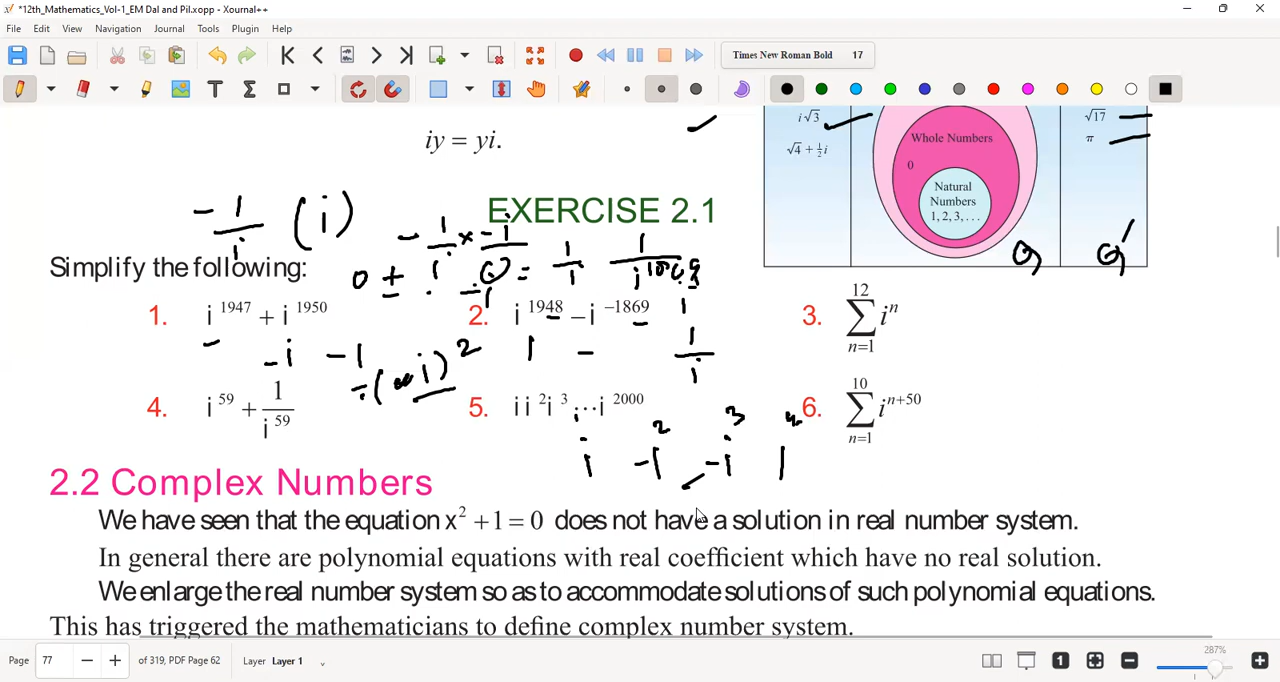 *12th_Mathematics_Vol-1_EM Dal and Pil.xopp - Xournal++
File Edit View Navigation Journal Tools Plugin Help
Times New Roman Bold 17
i√3
√4 + ½i
Whole Numbers
0
Natural
Numbers
1, 2, 3, . . .
√17
π
iy = yi.
EXERCISE 2.1
- 1/i (i)
Simplify the following:
1. i^1947 + i^1950
2. i^1948 − i^−1869
3. ∑_{n=1}^{12} i^n
-i -1
1 - 1/i
4. i^59 + 1/i^59
5. i i^2 i^3 ... i^2000
6. ∑_{n=1}^{10} i^{n+50}
i -1 -i 1
2.2 Complex Numbers
We have seen that the equation x^2 + 1 = 0 does not have a solution in real number system.
In general there are polynomial equations with real coefficient which have no real solution.
We enlarge the real number system so as to accommodate solutions of such polynomial equations.
This has triggered the mathematicians to define complex number system.
Page 77 of 319, PDF Page 62 Layer Layer 1 287%